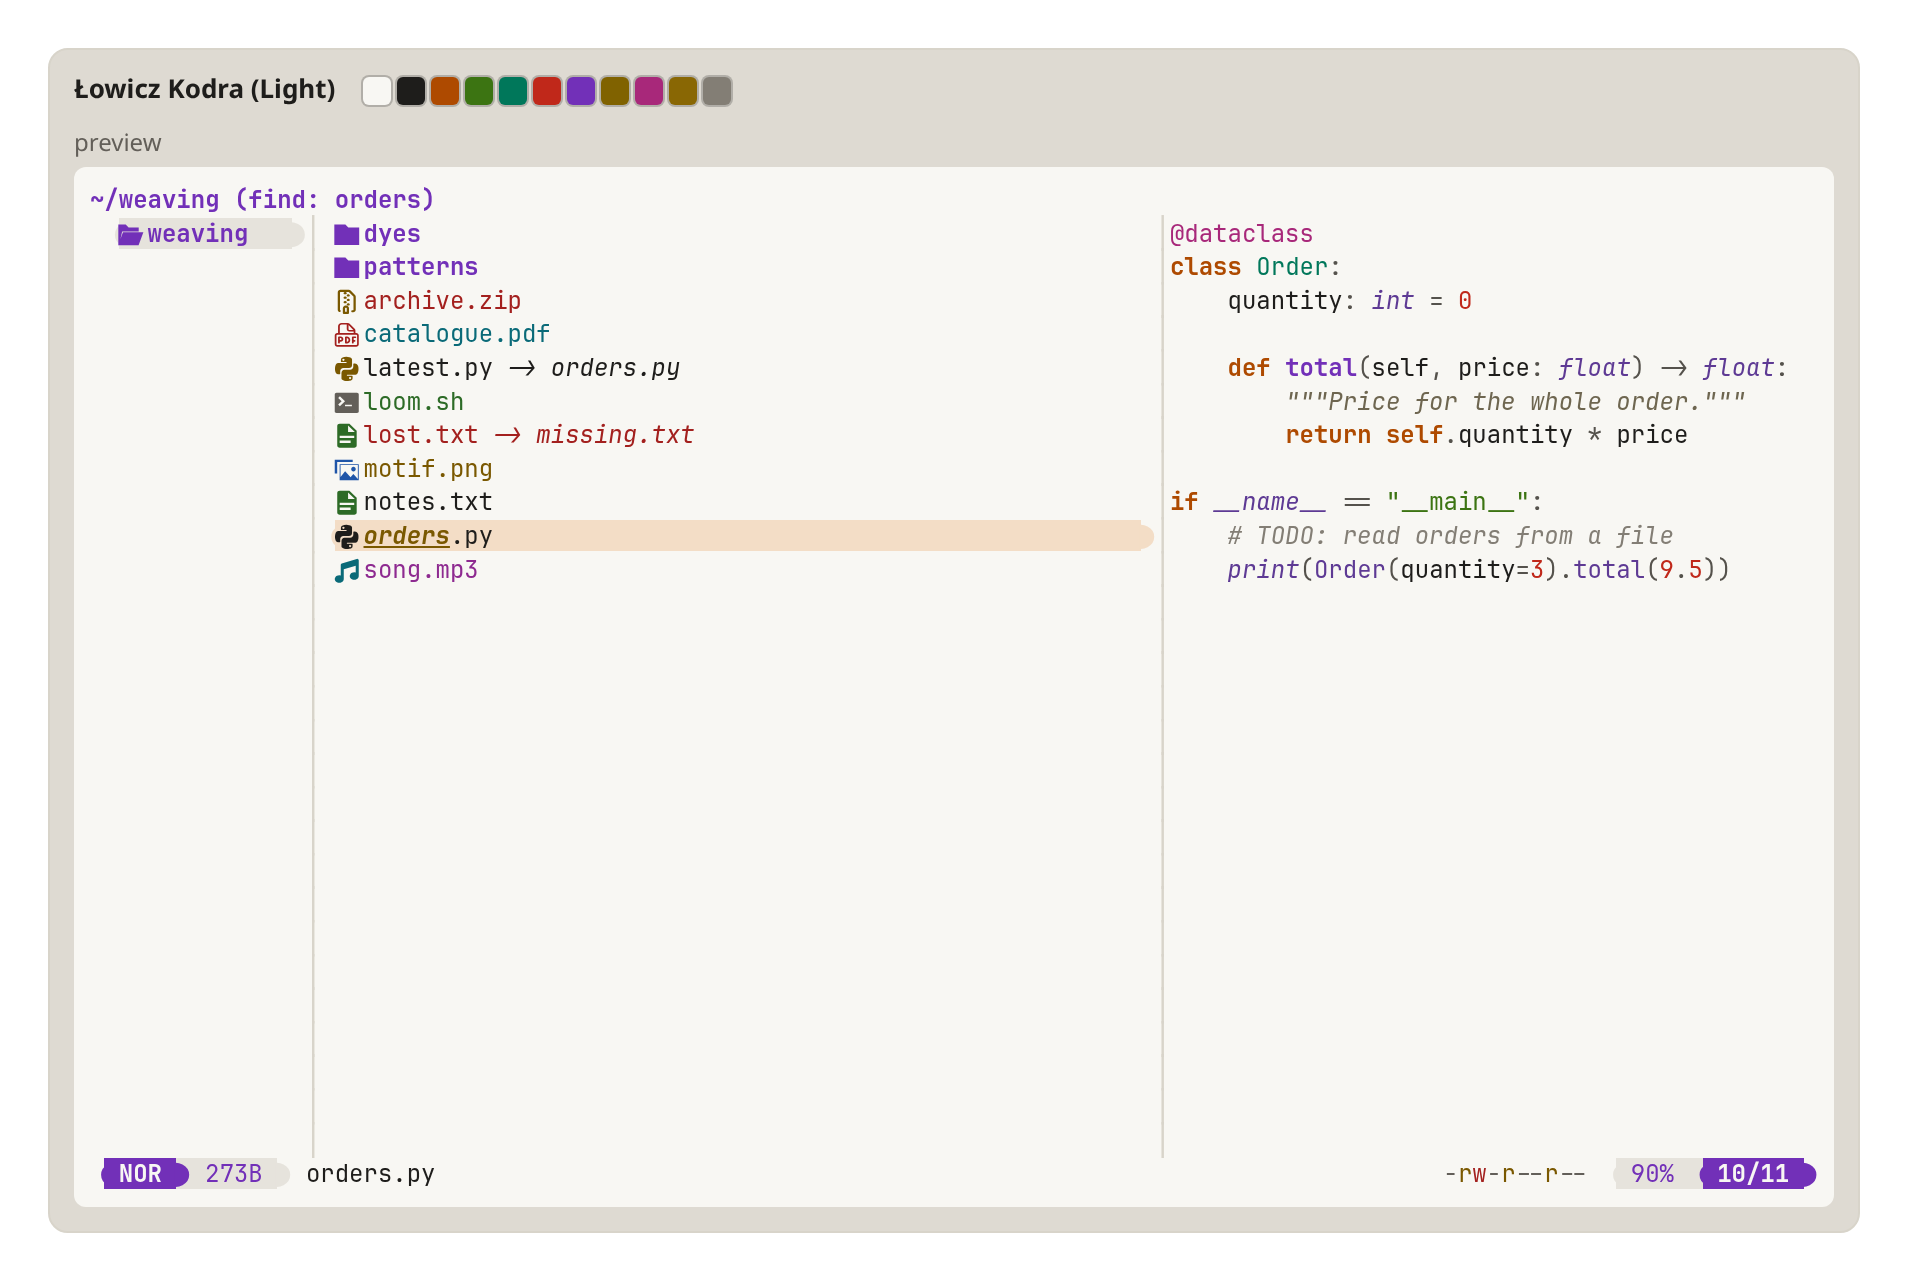 Łowicz Kodra (Light)
preview
~/weaving (find: orders)
weaving
dyes
patterns
archive.zip
catalogue.pdf
latest.py -> orders.py
loom.sh
lost.txt -> missing.txt
motif.png
notes.txt
orders.py
song.mp3
@dataclass
class Order:
    quantity: int = 0
    def total(self, price: float) -> float:
        """Price for the whole order."""
        return self.quantity * price
if __name__ == "__main__":
    # TODO: read orders from a file
    print(Order(quantity=3).total(9.5))
NOR 273B orders.py -rw-r--r-- 90% 10/11